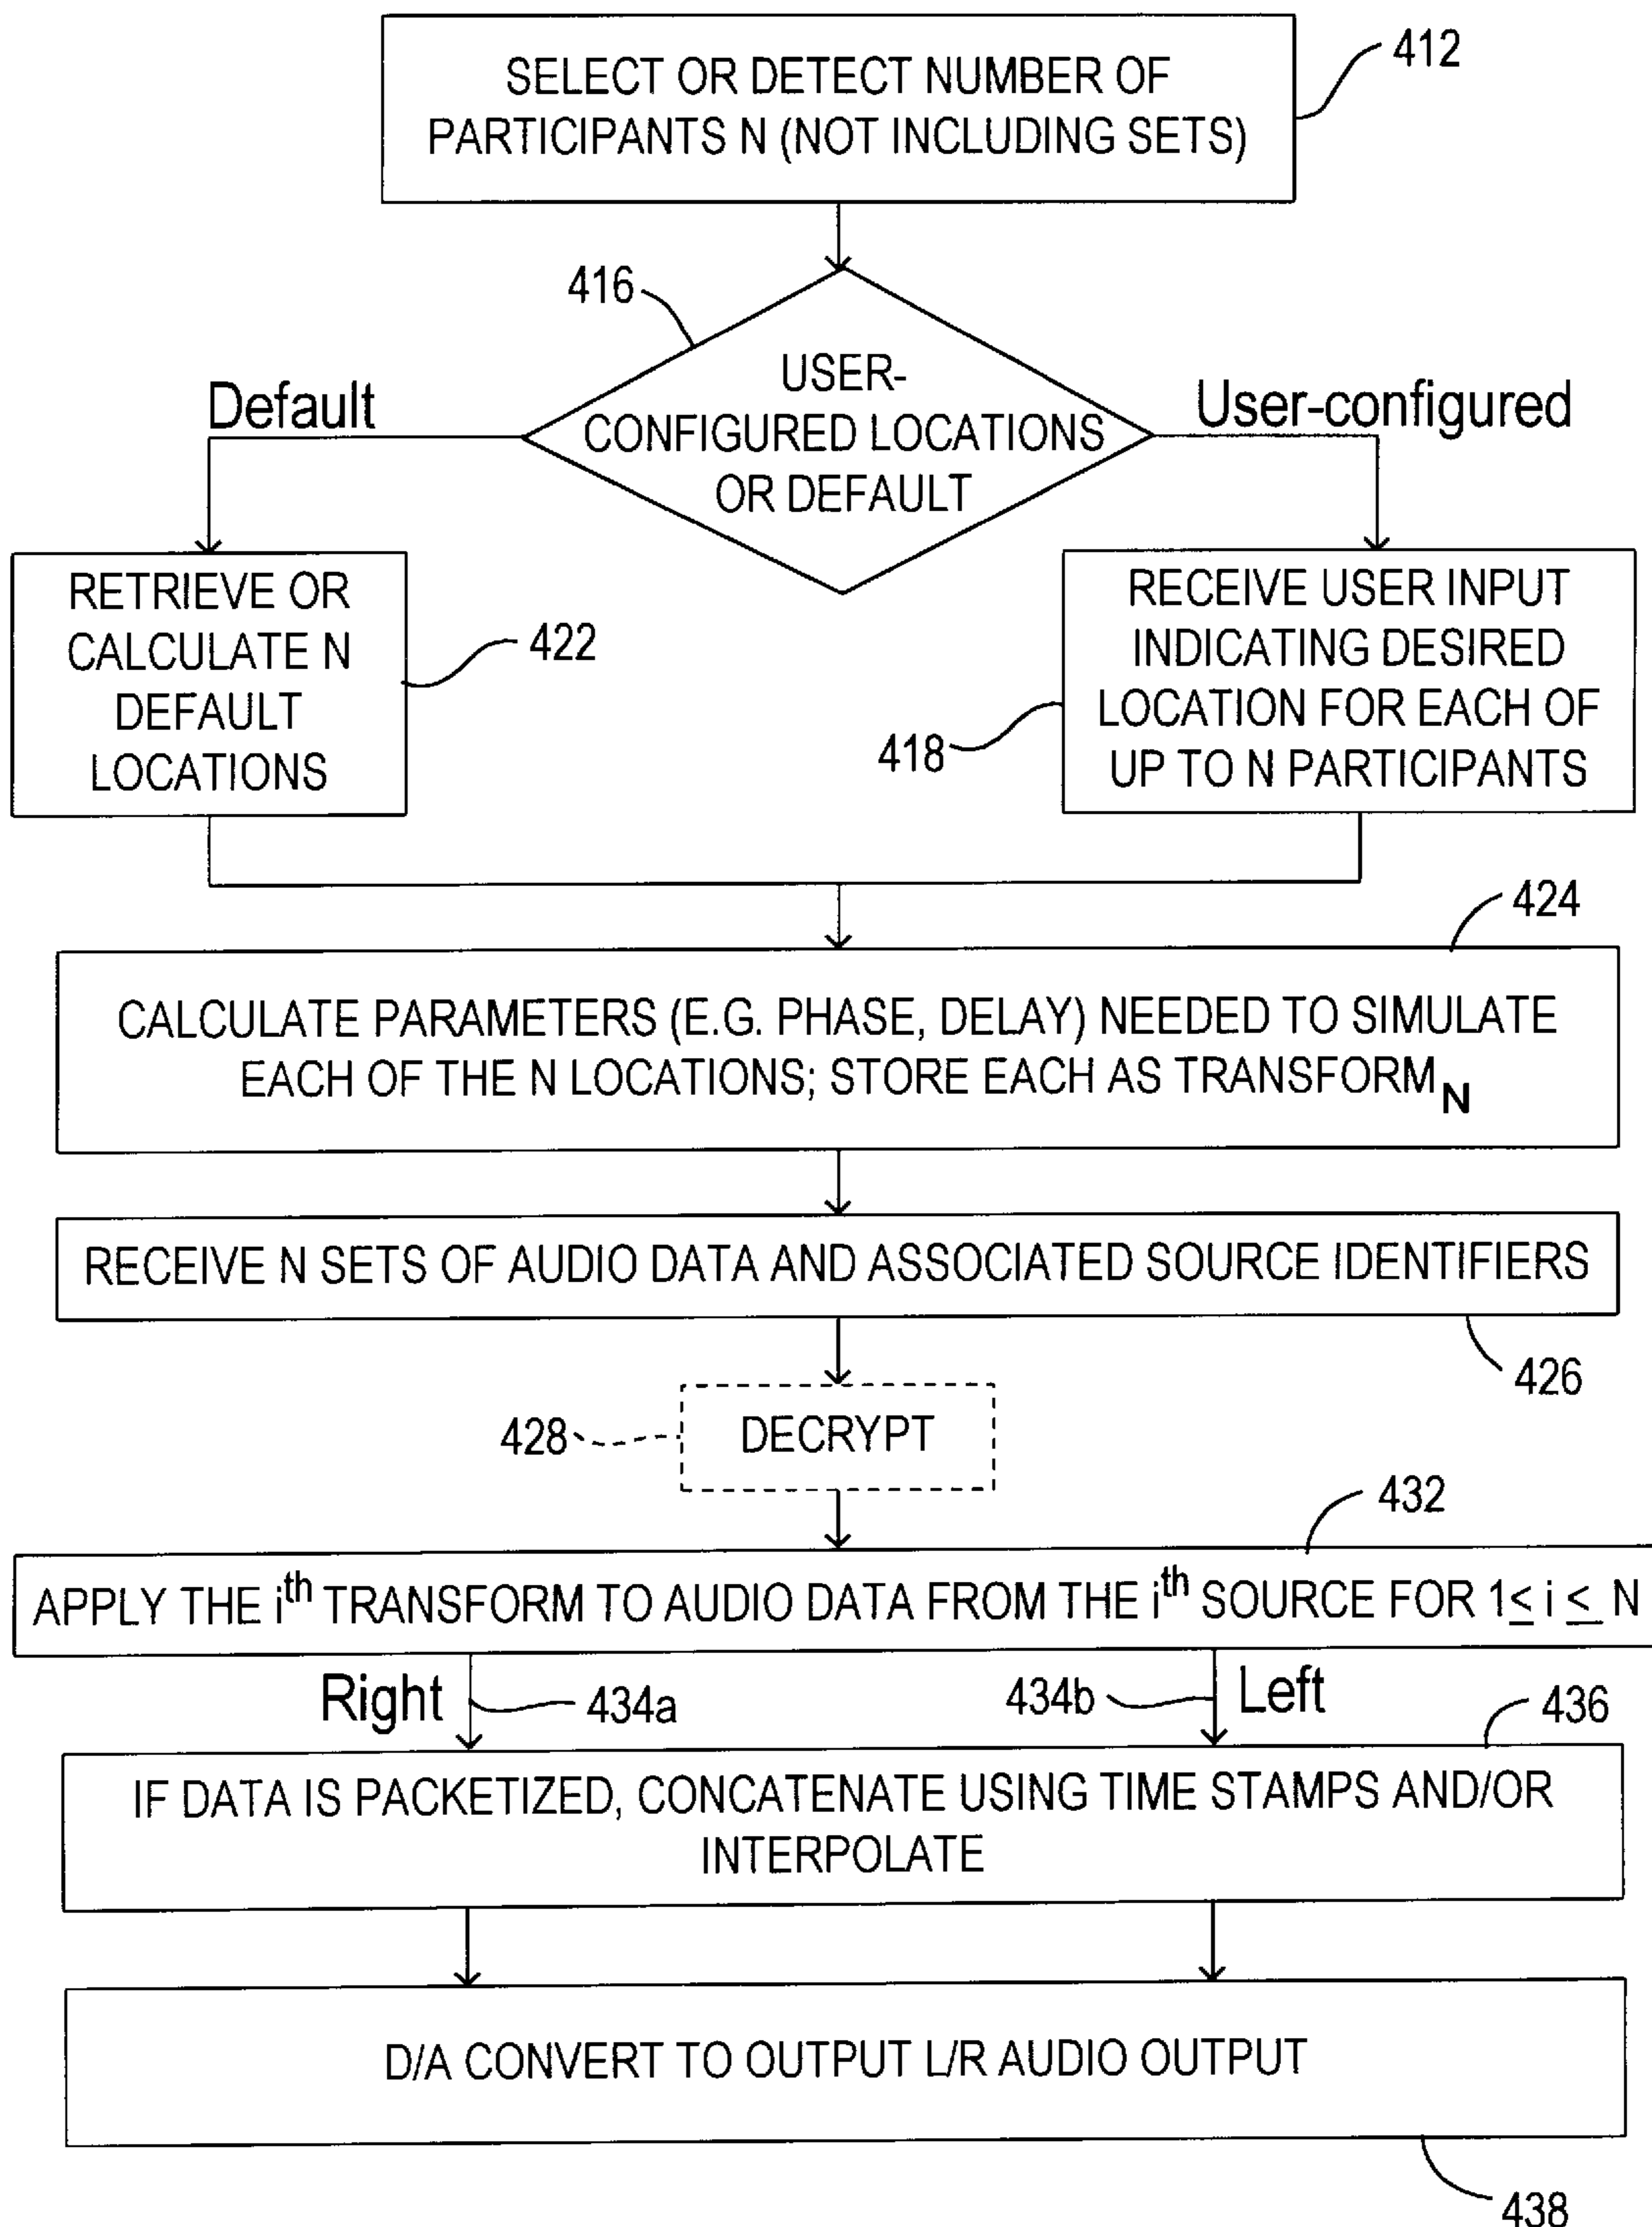 SELECT OR DETECT NUMBER OF
PARTICIPANTS N (NOT INCLUDING SETS)
412
416
USER-
CONFIGURED LOCATIONS
OR DEFAULT
Default
User-configured
RETRIEVE OR
CALCULATE N
DEFAULT
LOCATIONS
422
RECEIVE USER INPUT
INDICATING DESIRED
LOCATION FOR EACH OF
UP TO N PARTICIPANTS
418
424
CALCULATE PARAMETERS (E.G. PHASE, DELAY) NEEDED TO SIMULATE
EACH OF THE N LOCATIONS; STORE EACH AS TRANSFORM N
RECEIVE N SETS OF AUDIO DATA AND ASSOCIATED SOURCE IDENTIFIERS
426
428
DECRYPT
432
APPLY THE ith TRANSFORM TO AUDIO DATA FROM THE ith SOURCE FOR 1≤ i ≤ N
Right
434a
434b
Left
436
IF DATA IS PACKETIZED, CONCATENATE USING TIME STAMPS AND/OR
INTERPOLATE
D/A CONVERT TO OUTPUT L/R AUDIO OUTPUT
438